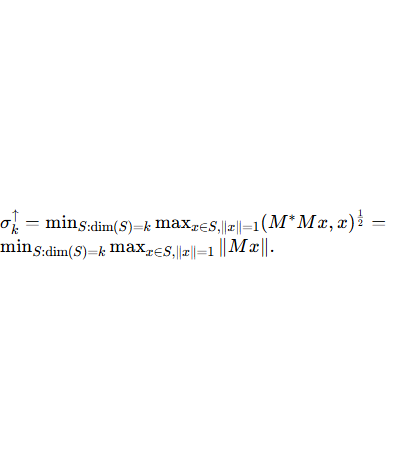 σ_k^↑ = min_{S:dim(S)=k} max_{x∈S,‖x‖=1}(M*Mx, x)^{1/2} =
min_{S:dim(S)=k} max_{x∈S,‖x‖=1} ‖Mx‖.